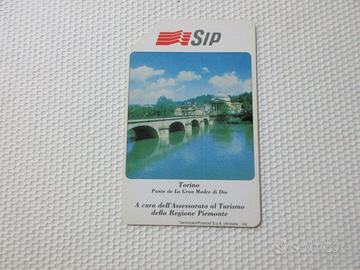 SIP
Torino
Ponte de La Gran Madre di Dio
A cura dell'Assessorato al Turismo
della Regione Piemonte